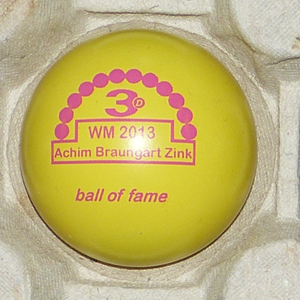 3D
WM 2013
Achim Braungart Zink
ball of fame